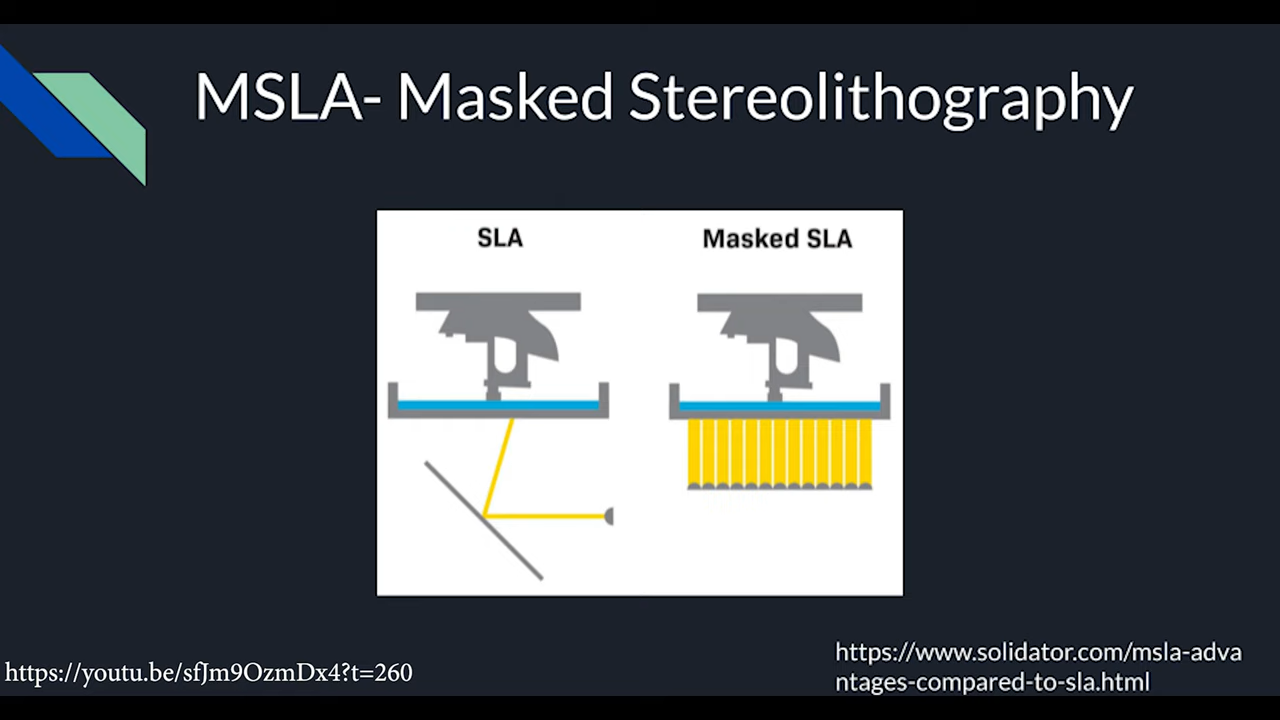 MSLA- Masked Stereolithography
SLA
Masked SLA
https://youtu.be/sfJm9OzmDx4?t=260
https://www.solidator.com/msla-adva
ntages-compared-to-sla.html